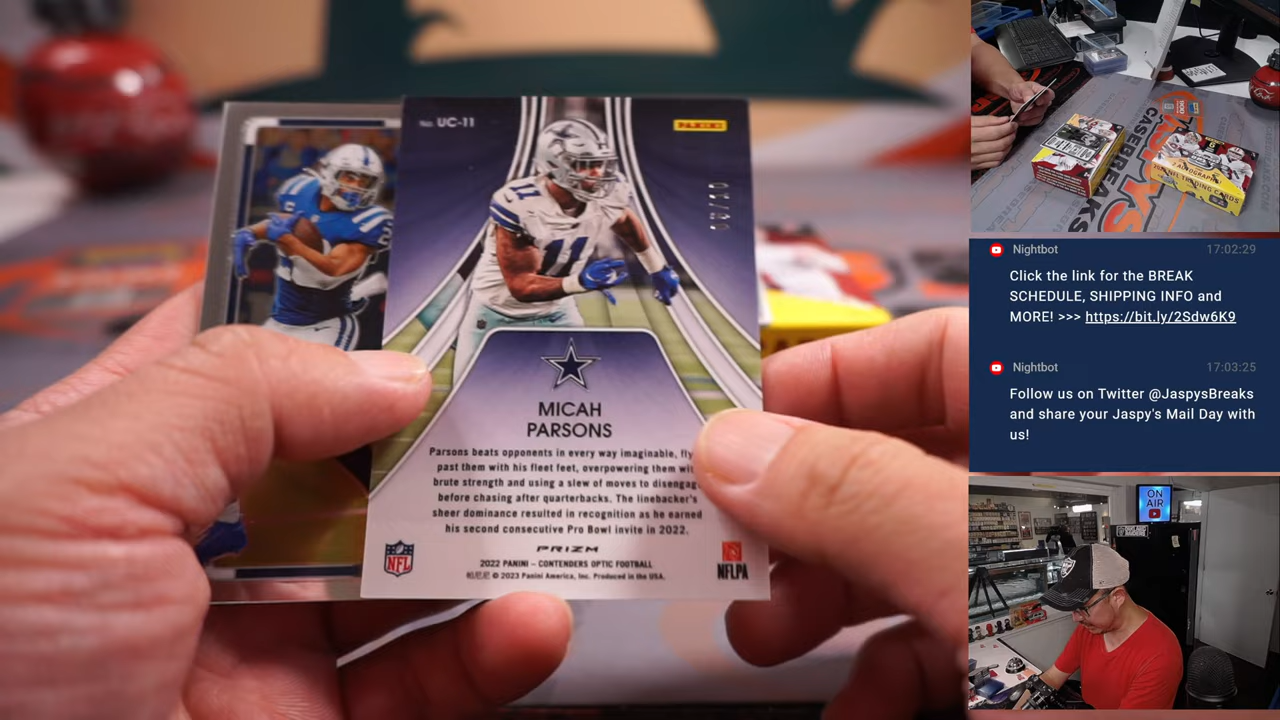 No. UC-11
PANINI
11
MICAH
PARSONS
Parsons beats opponents in every way imaginable, fly
past them with his fleet feet, overpowering them wit
brute strength and using a slew of moves to disengag
before chasing after quarterbacks. The linebacker's
sheer dominance resulted in recognition as he earned
his second consecutive Pro Bowl invite in 2022.
PRIZM
2022 PANINI – CONTENDERS OPTIC FOOTBALL
© 2023 Panini America, Inc. Produced in the USA.
NFL
NFLPA
JASPY'S
CASEBREAKS
Nightbot
17:02:29
Click the link for the BREAK
SCHEDULE, SHIPPING INFO and
MORE! >>> https://bit.ly/2Sdw6K9
Nightbot
17:03:25
Follow us on Twitter @JaspysBreaks
and share your Jaspy's Mail Day with
us!
ON
AIR